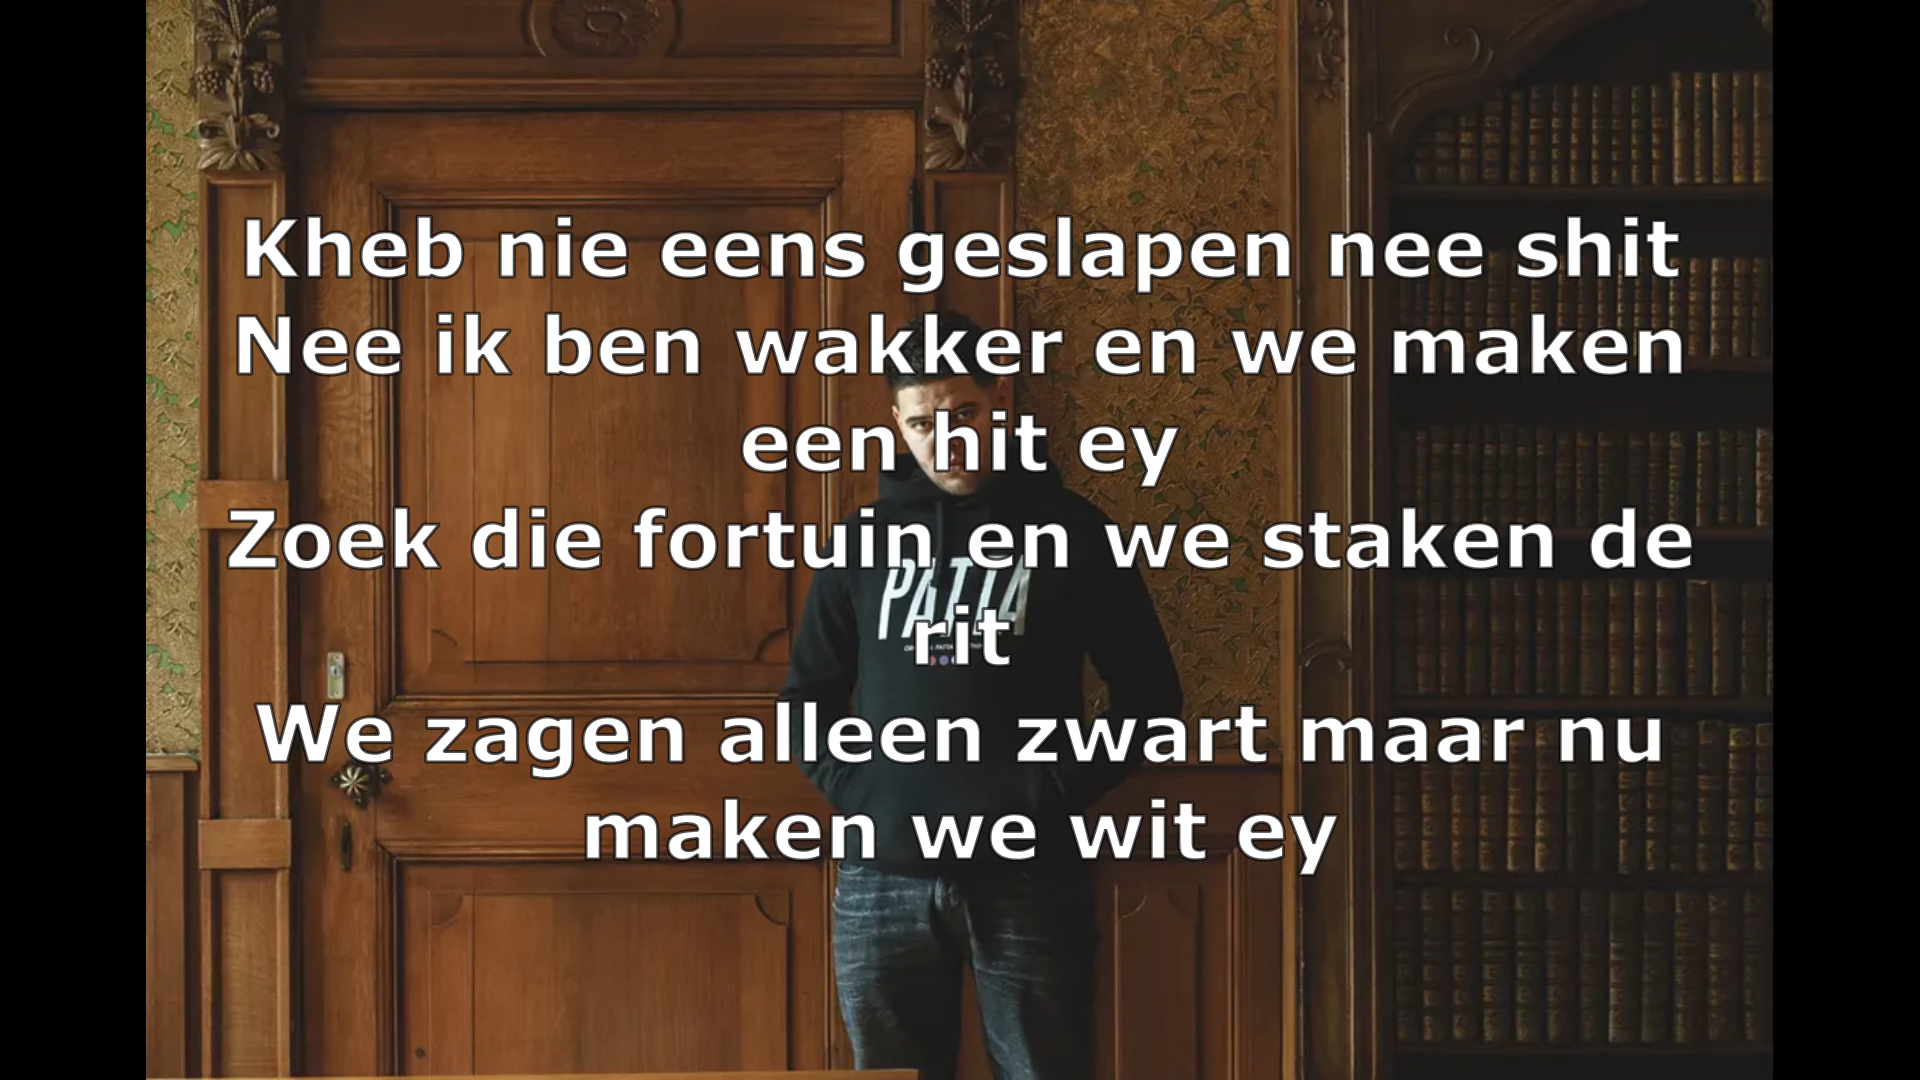 Kheb nie eens geslapen nee shit
Nee ik ben wakker en we maken
een hit ey
Zoek die fortuin en we staken de
rit
We zagen alleen zwart maar nu
maken we wit ey
PATTA